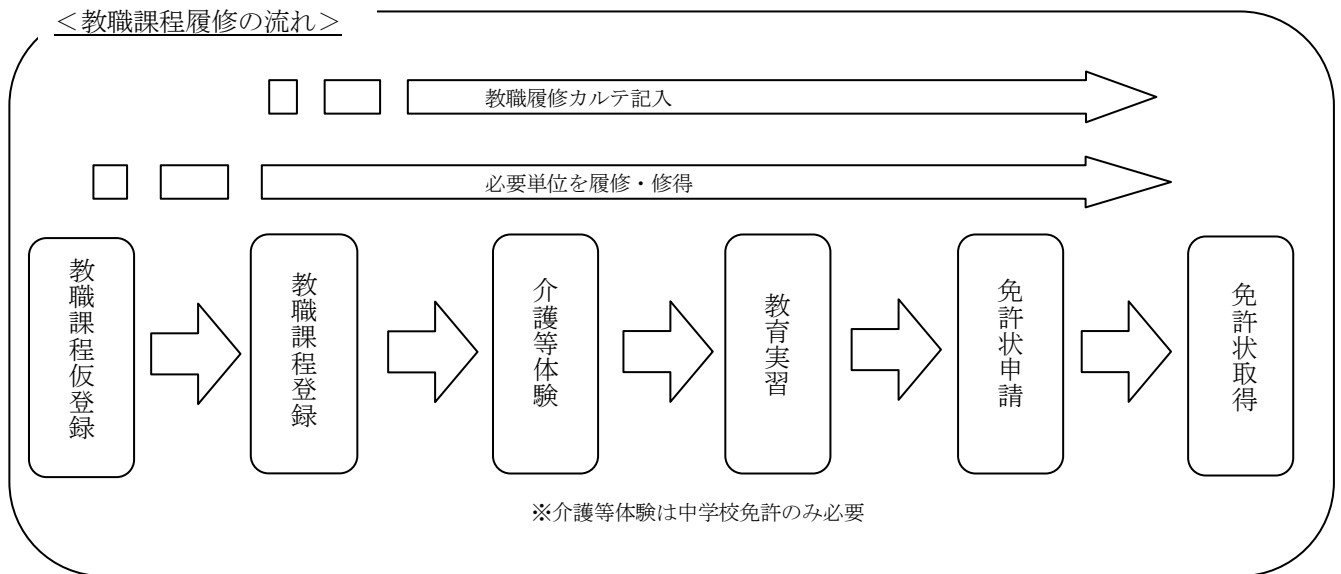 <教職課程履修の流れ>
教職履修カルテ記入
必要単位を履修・修得
教職課程仮登録
教職課程登録
介護等体験
教育実習
免許状申請
免許状取得
※介護等体験は中学校免許のみ必要